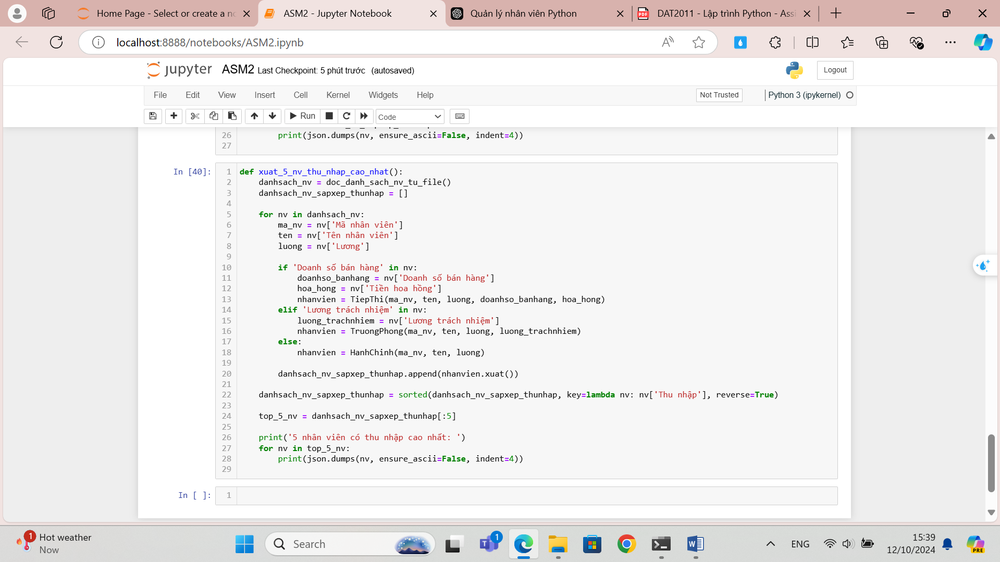 Home Page - Select or create a no
ASM2 - Jupyter Notebook
Quản lý nhân viên Python
PDF
DAT2011 - Lập trình Python - Assi
localhost:8888/notebooks/ASM2.ipynb
jupyter ASM2 Last Checkpoint: 5 phút trước (autosaved)
Logout
File Edit View Insert Cell Kernel Widgets Help
Not Trusted
Python 3 (ipykernel)
Run
Code
26 print(json.dumps(nv, ensure_ascii=False, indent=4))
27
In [40]:
1 def xuat_5_nv_thu_nhap_cao_nhat():
2 danhsach_nv = doc_danh_sach_nv_tu_file()
3 danhsach_nv_sapxep_thunhap = []
4
5 for nv in danhsach_nv:
6 ma_nv = nv['Mã nhân viên']
7 ten = nv['Tên nhân viên']
8 luong = nv['Lương']
9
10 if 'Doanh số bán hàng' in nv:
11 doanhso_banhang = nv['Doanh số bán hàng']
12 hoa_hong = nv['Tiền hoa hồng']
13 nhanvien = TiepThi(ma_nv, ten, luong, doanhso_banhang, hoa_hong)
14 elif 'Lương trách nhiệm' in nv:
15 luong_trachnhiem = nv['Lương trách nhiệm']
16 nhanvien = TruongPhong(ma_nv, ten, luong, luong_trachnhiem)
17 else:
18 nhanvien = HanhChinh(ma_nv, ten, luong)
19
20 danhsach_nv_sapxep_thunhap.append(nhanvien.xuat())
21
22 danhsach_nv_sapxep_thunhap = sorted(danhsach_nv_sapxep_thunhap, key=lambda nv: nv['Thu nhập'], reverse=True)
23
24 top_5_nv = danhsach_nv_sapxep_thunhap[:5]
25
26 print('5 nhân viên có thu nhập cao nhất: ')
27 for nv in top_5_nv:
28 print(json.dumps(nv, ensure_ascii=False, indent=4))
29
In [ ]:
1
1
Hot weather
Now
Search
1
ENG
15:39
12/10/2024
PRE